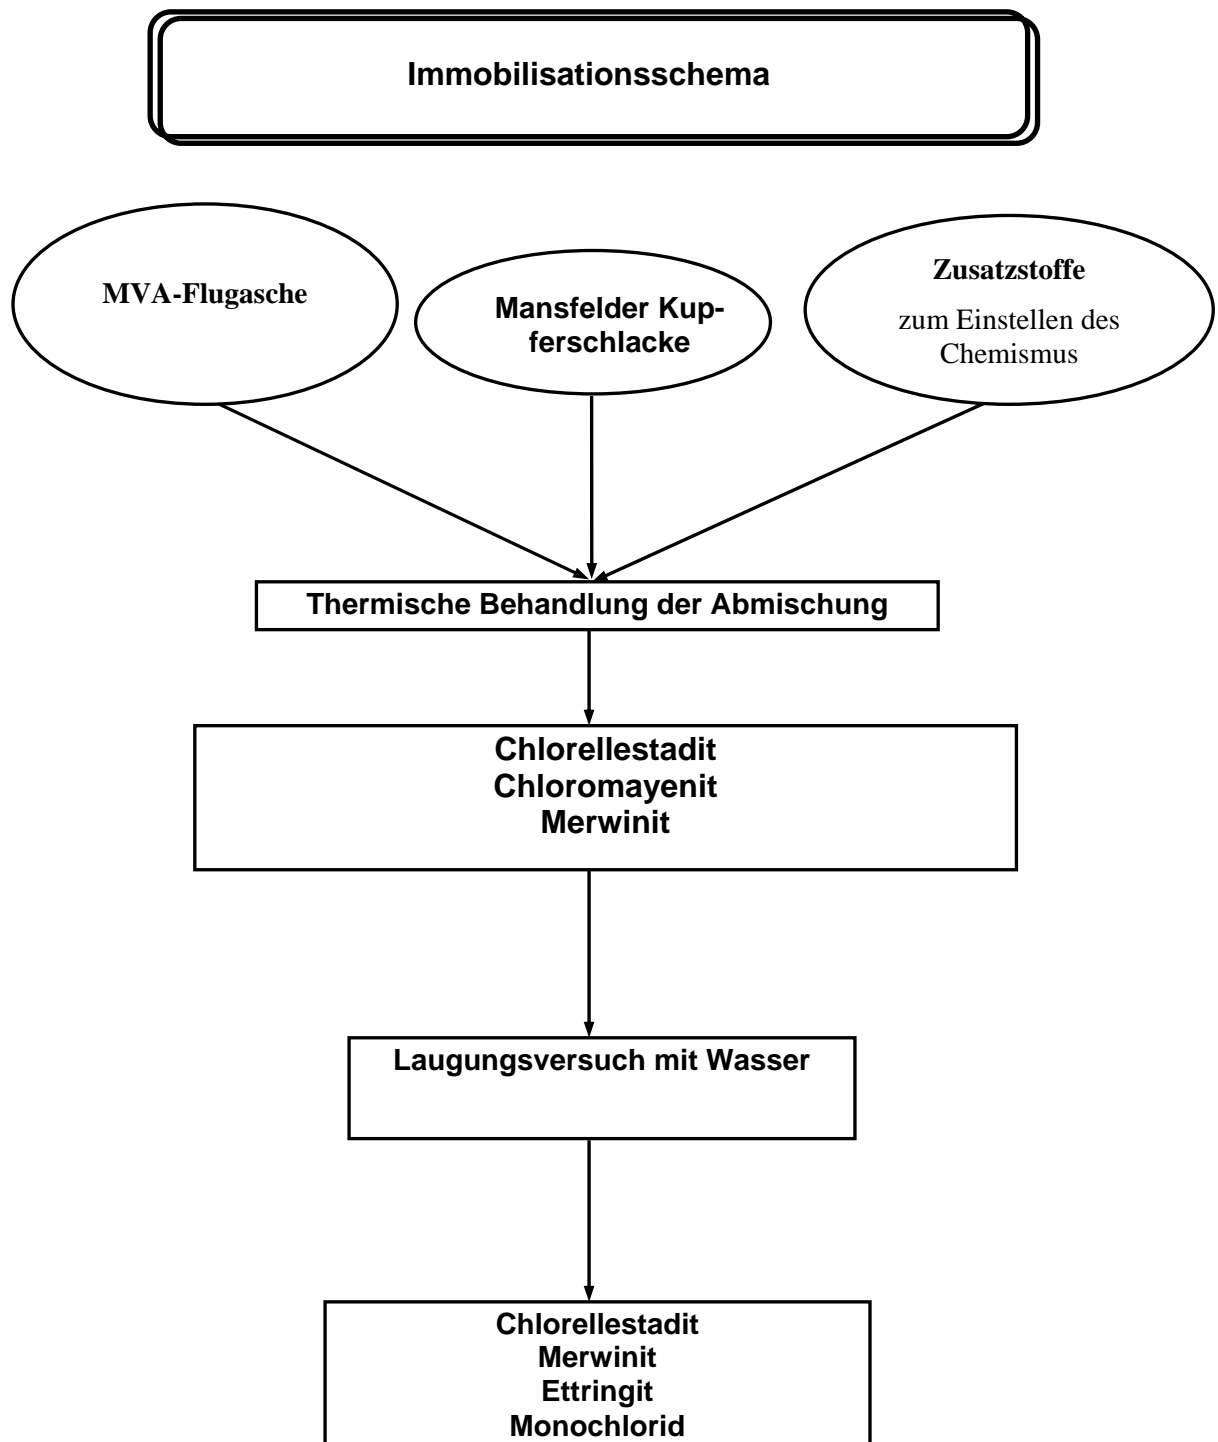 Immobilisationsschema
MVA-Flugasche
Mansfelder Kup-
ferschlacke
Zusatzstoffe
zum Einstellen des
Chemismus
Thermische Behandlung der Abmischung
Chlorellestadit
Chloromayenit
Merwinit
Laugungsversuch mit Wasser
Chlorellestadit
Merwinit
Ettringit
Monochlorid